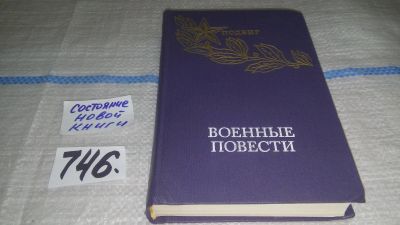 СОСТОЯНИЕ
НОВОЙ
КНИГИ
746.
ПОДВИГ
ВОЕННЫЕ
ПОВЕСТИ